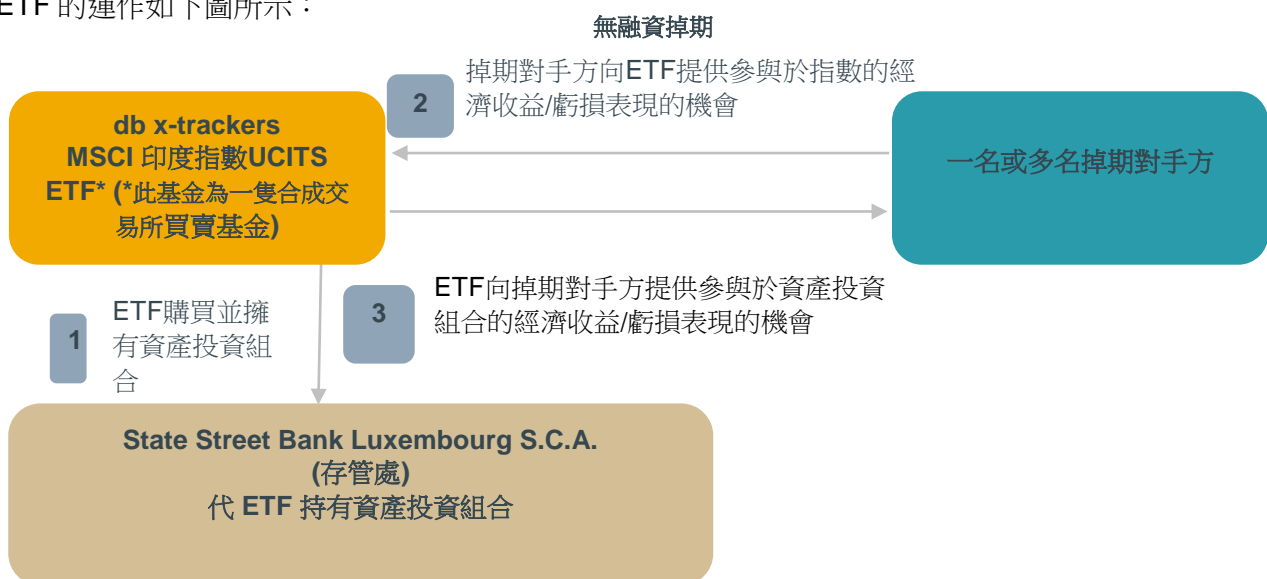 ETF 的運作如下圖所示：
無融資掉期
2
掉期對手方向ETF提供參與於指數的經
濟收益/虧損表現的機會
db x-trackers
MSCI 印度指數UCITS
ETF* (*此基金為一隻合成交
易所買賣基金)
一名或多名掉期對手方
1
ETF購買並擁
有資產投資組
合
3
ETF向掉期對手方提供參與於資產投資
組合的經濟收益/虧損表現的機會
State Street Bank Luxembourg S.C.A.
(存管處)
代 ETF 持有資產投資組合